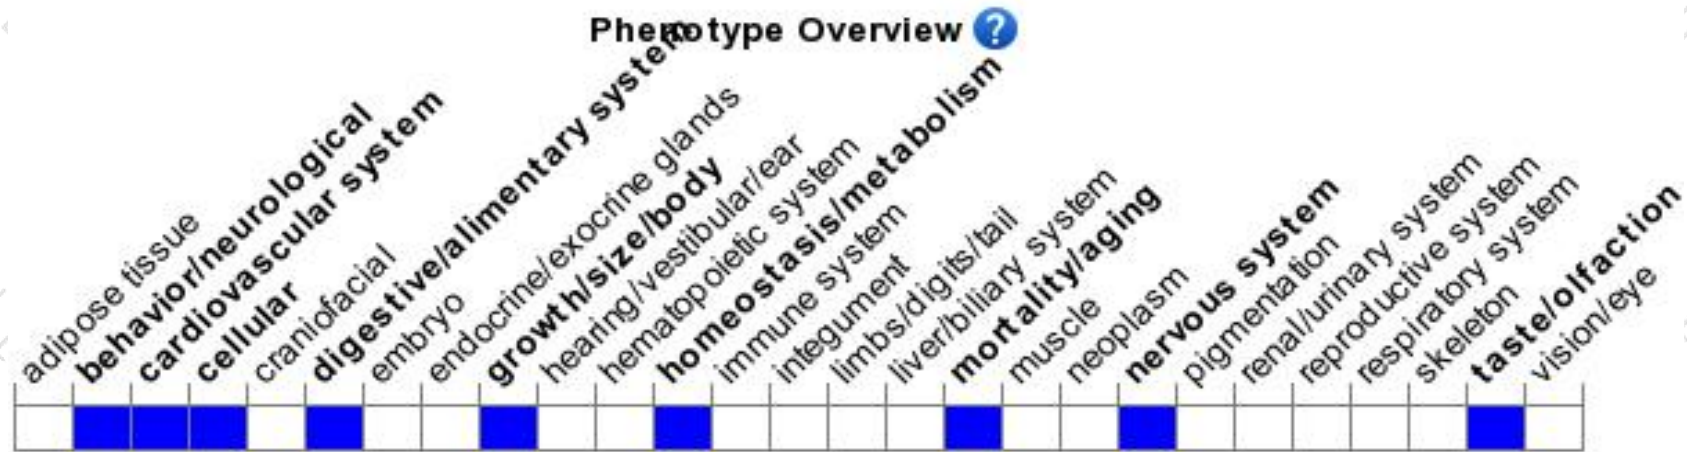 Phenotype Overview ?
adipose tissue
behavior/neurological
cardiovascular system
cellular
craniofacial
digestive/alimentary system
embryo
endocrine/exocrine glands
growth/size/body
hearing/vestibular/ear
hematopoietic system
homeostasis/metabolism
immune system
integument
limbs/digits/tail
liver/biliary system
mortality/aging
muscle
neoplasm
nervous system
pigmentation
renal/urinary system
reproductive system
respiratory system
skeleton
taste/olfaction
vision/eye